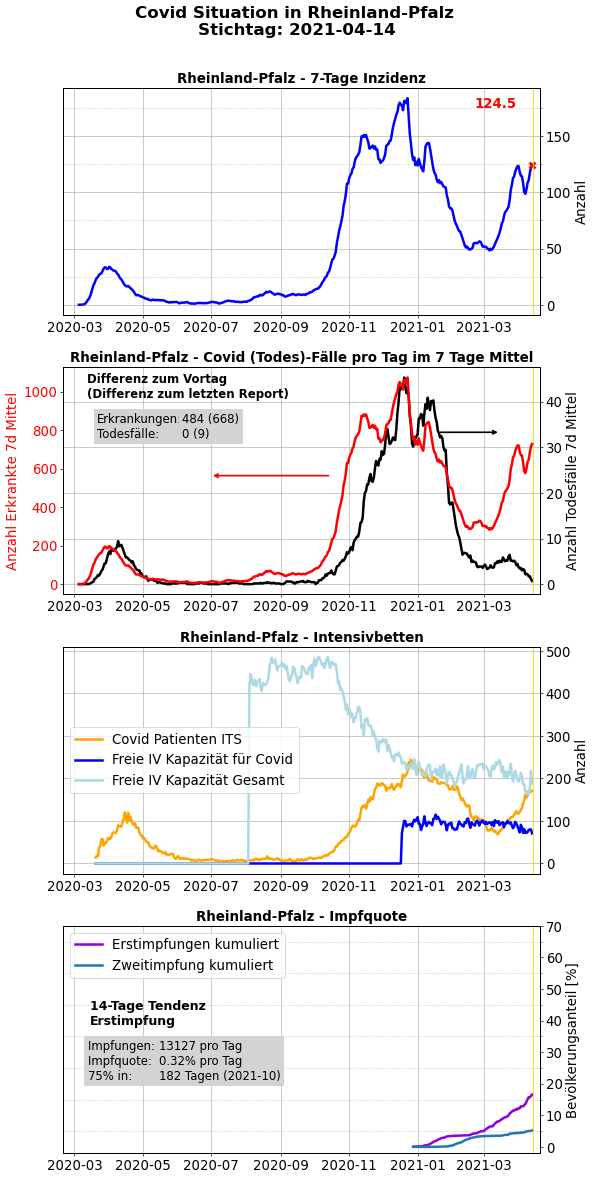 Covid Situation in Rheinland-Pfalz
Stichtag: 2021-04-14
Rheinland-Pfalz - 7-Tage Inzidenz
124.5
150
100
50
0
Anzahl
2020-03 2020-05 2020-07 2020-09 2020-11 2021-01 2021-03
Rheinland-Pfalz - Covid (Todes)-Fälle pro Tag im 7 Tage Mittel
Differenz zum Vortag
(Differenz zum letzten Report)
Erkrankungen: 484 (668)
Todesfälle: 0 (9)
Anzahl Erkrankte 7d Mittel
1000
800
600
400
200
0
40
30
20
10
0
Anzahl Todesfälle 7d Mittel
2020-03 2020-05 2020-07 2020-09 2020-11 2021-01 2021-03
Rheinland-Pfalz - Intensivbetten
Covid Patienten ITS
Freie IV Kapazität für Covid
Freie IV Kapazität Gesamt
500
400
300
200
100
0
Anzahl
2020-03 2020-05 2020-07 2020-09 2020-11 2021-01 2021-03
Rheinland-Pfalz - Impfquote
Erstimpfungen kumuliert
Zweitimpfung kumuliert
14-Tage Tendenz
Erstimpfung
Impfungen: 13127 pro Tag
Impfquote: 0.32% pro Tag
75% in: 182 Tagen (2021-10)
70
60
50
40
30
20
10
0
Bevölkerungsanteil [%]
2020-03 2020-05 2020-07 2020-09 2020-11 2021-01 2021-03